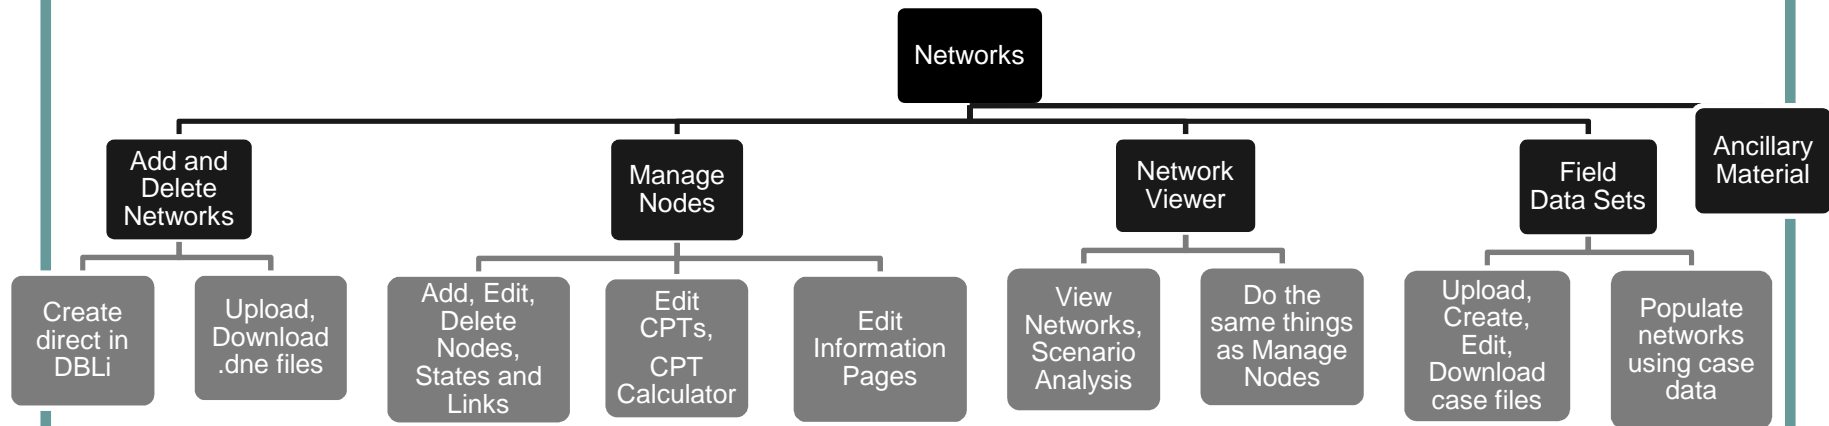 Networks
Add and
Delete
Networks
Manage
Nodes
Network
Viewer
Field
Data Sets
Ancillary
Material
Create
direct in
DBLi
Upload,
Download
.dne files
Add, Edit,
Delete
Nodes,
States and
Links
Edit
CPTs,
CPT
Calculator
Edit
Information
Pages
View
Networks,
Scenario
Analysis
Do the
same things
as Manage
Nodes
Upload,
Create,
Edit,
Download
case files
Populate
networks
using case
data